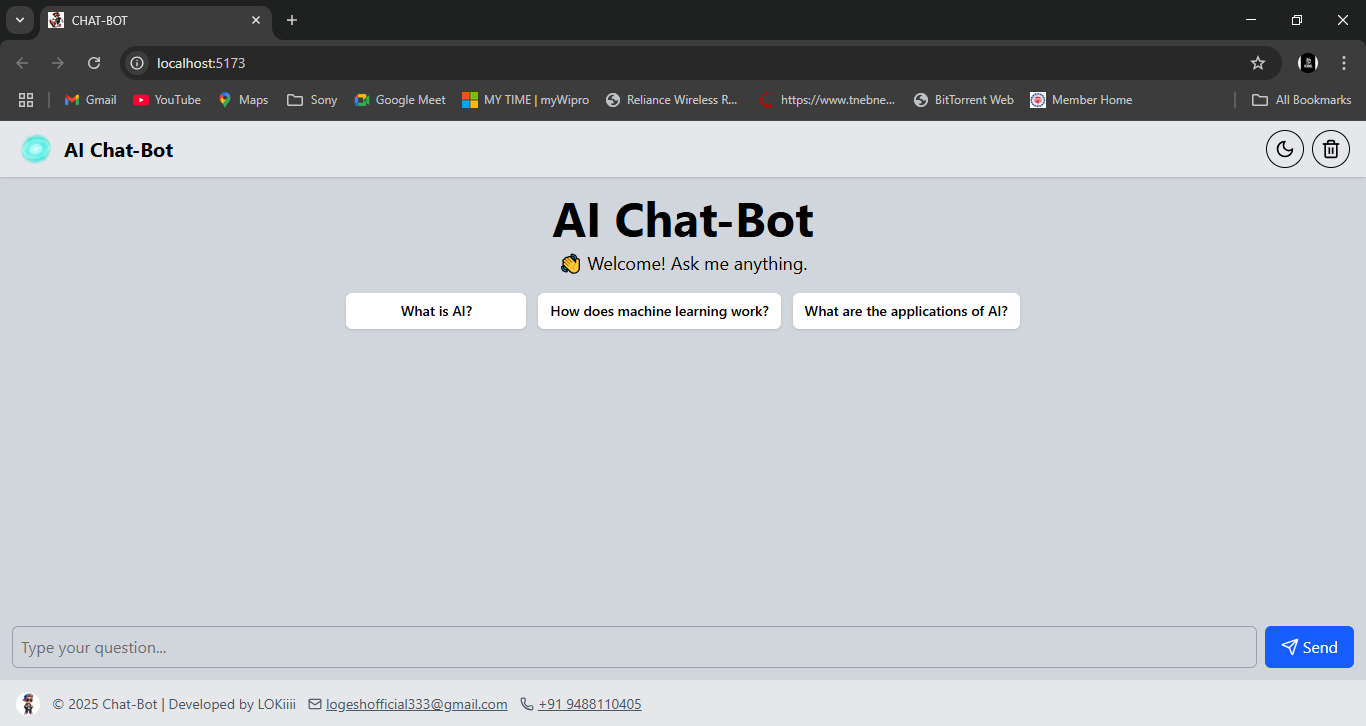 CHAT-BOT
localhost:5173
Gmail YouTube Maps Sony Google Meet MY TIME | myWipro Reliance Wireless R... https://www.tnebne... BitTorrent Web Member Home All Bookmarks
AI Chat-Bot
AI Chat-Bot
👋 Welcome! Ask me anything.
What is AI? How does machine learning work? What are the applications of AI?
Type your question... Send
© 2025 Chat-Bot | Developed by LOKiiii logeshofficial333@gmail.com +91 9488110405